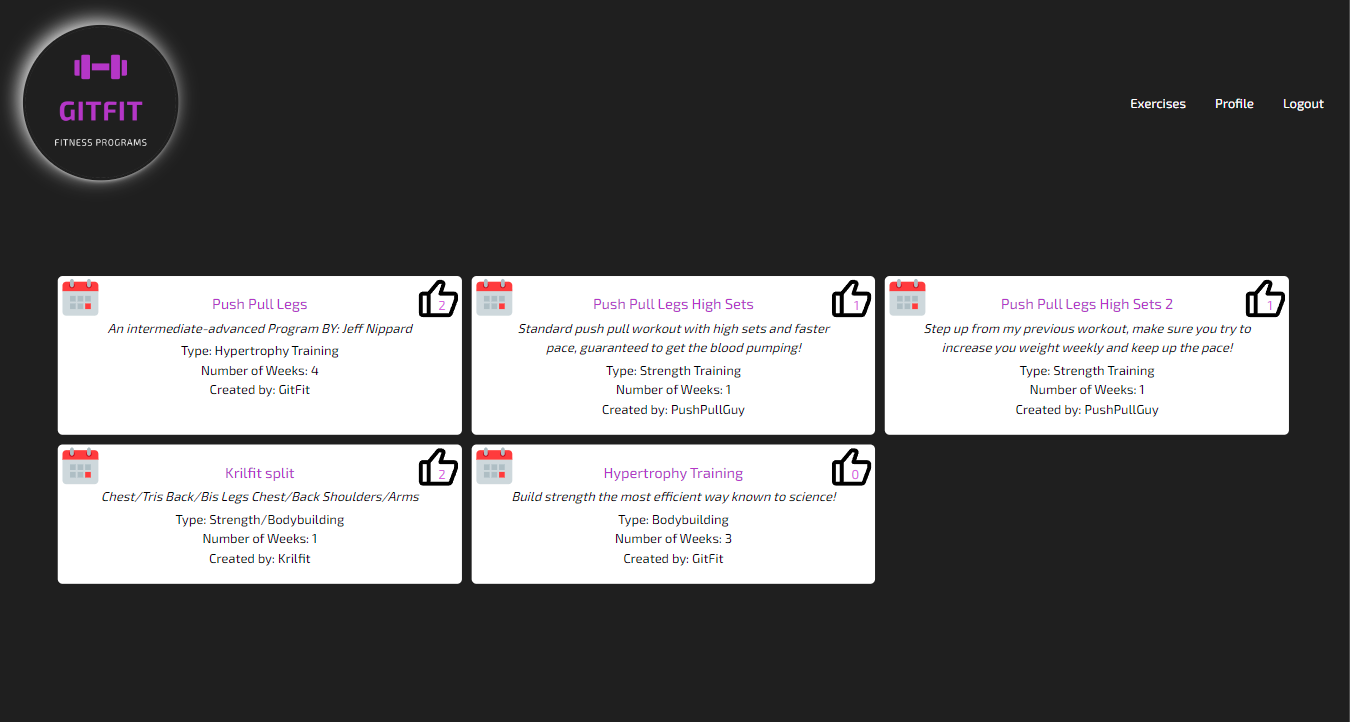 GITFIT
FITNESS PROGRAMS
Exercises Profile Logout
Push Pull Legs
2
An intermediate-advanced Program BY: Jeff Nippard
Type: Hypertrophy Training
Number of Weeks: 4
Created by: GitFit
Push Pull Legs High Sets
1
Standard push pull workout with high sets and faster
pace, guaranteed to get the blood pumping!
Type: Strength Training
Number of Weeks: 1
Created by: PushPullGuy
Push Pull Legs High Sets 2
1
Step up from my previous workout, make sure you try to
increase you weight weekly and keep up the pace!
Type: Strength Training
Number of Weeks: 1
Created by: PushPullGuy
Krilfit split
2
Chest/Tris Back/Bis Legs Chest/Back Shoulders/Arms
Type: Strength/Bodybuilding
Number of Weeks: 1
Created by: Krilfit
Hypertrophy Training
0
Build strength the most efficient way known to science!
Type: Bodybuilding
Number of Weeks: 3
Created by: GitFit